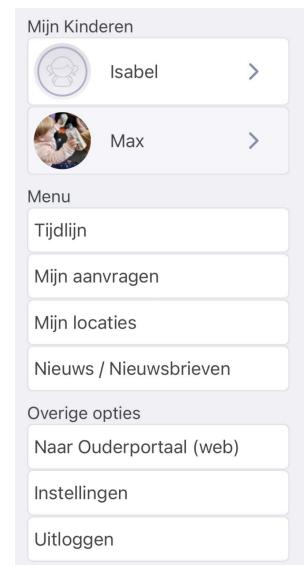 Mijn Kinderen
Isabel
Max
Menu
Tijdlijn
Mijn aanvragen
Mijn locaties
Nieuws / Nieuwsbrieven
Overige opties
Naar Ouderportaal (web)
Instellingen
Uitloggen